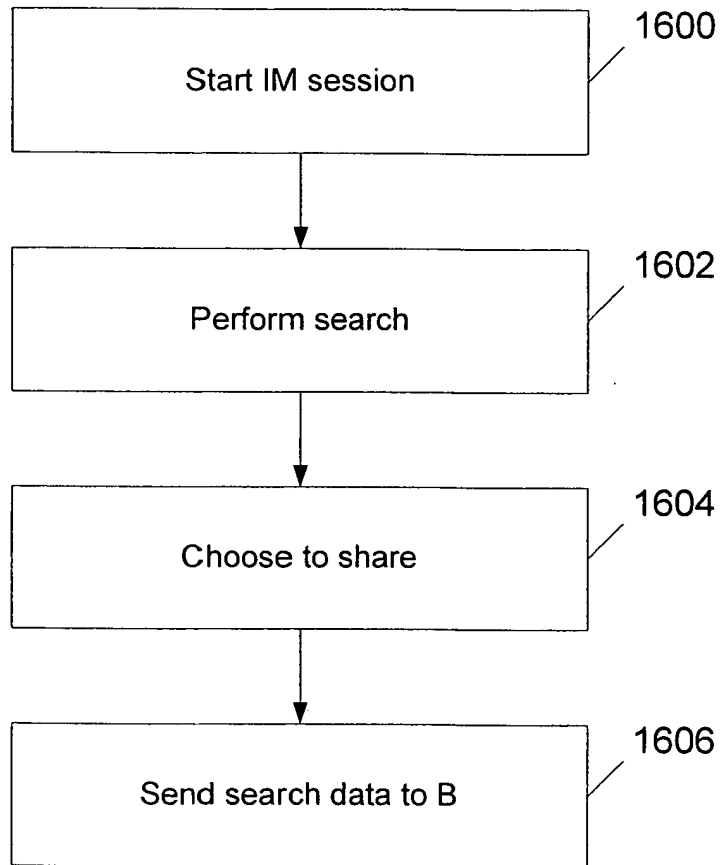 1600
Start IM session
1602
Perform search
1604
Choose to share
1606
Send search data to B